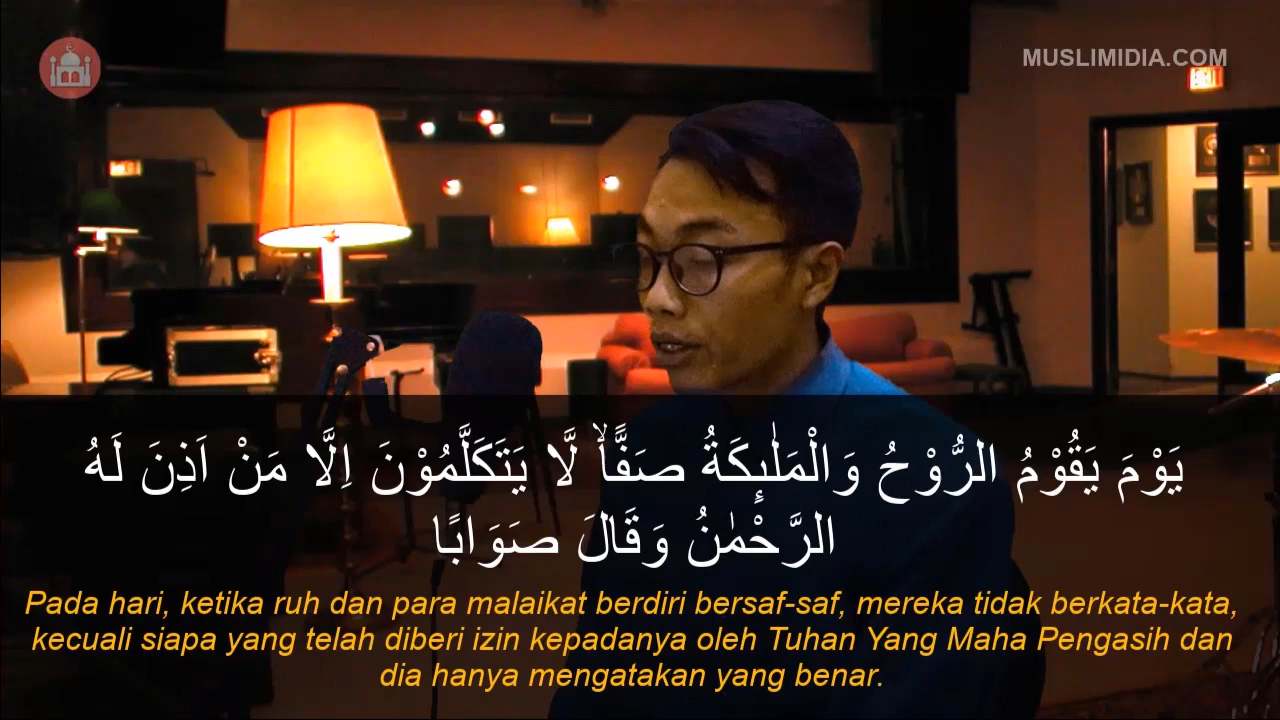 MUSLIMIDIA.COM
EXIT
يَوْمَ يَقُوْمُ الرُّوْحُ وَالْمَلٰۤىِٕكَةُ صَفًّاۙ لَّا يَتَكَلَّمُوْنَ اِلَّا مَنْ اَذِنَ لَهُ
الرَّحْمٰنُ وَقَالَ صَوَابًا
Pada hari, ketika ruh dan para malaikat berdiri bersaf-saf, mereka tidak berkata-kata,
kecuali siapa yang telah diberi izin kepadanya oleh Tuhan Yang Maha Pengasih dan
dia hanya mengatakan yang benar.